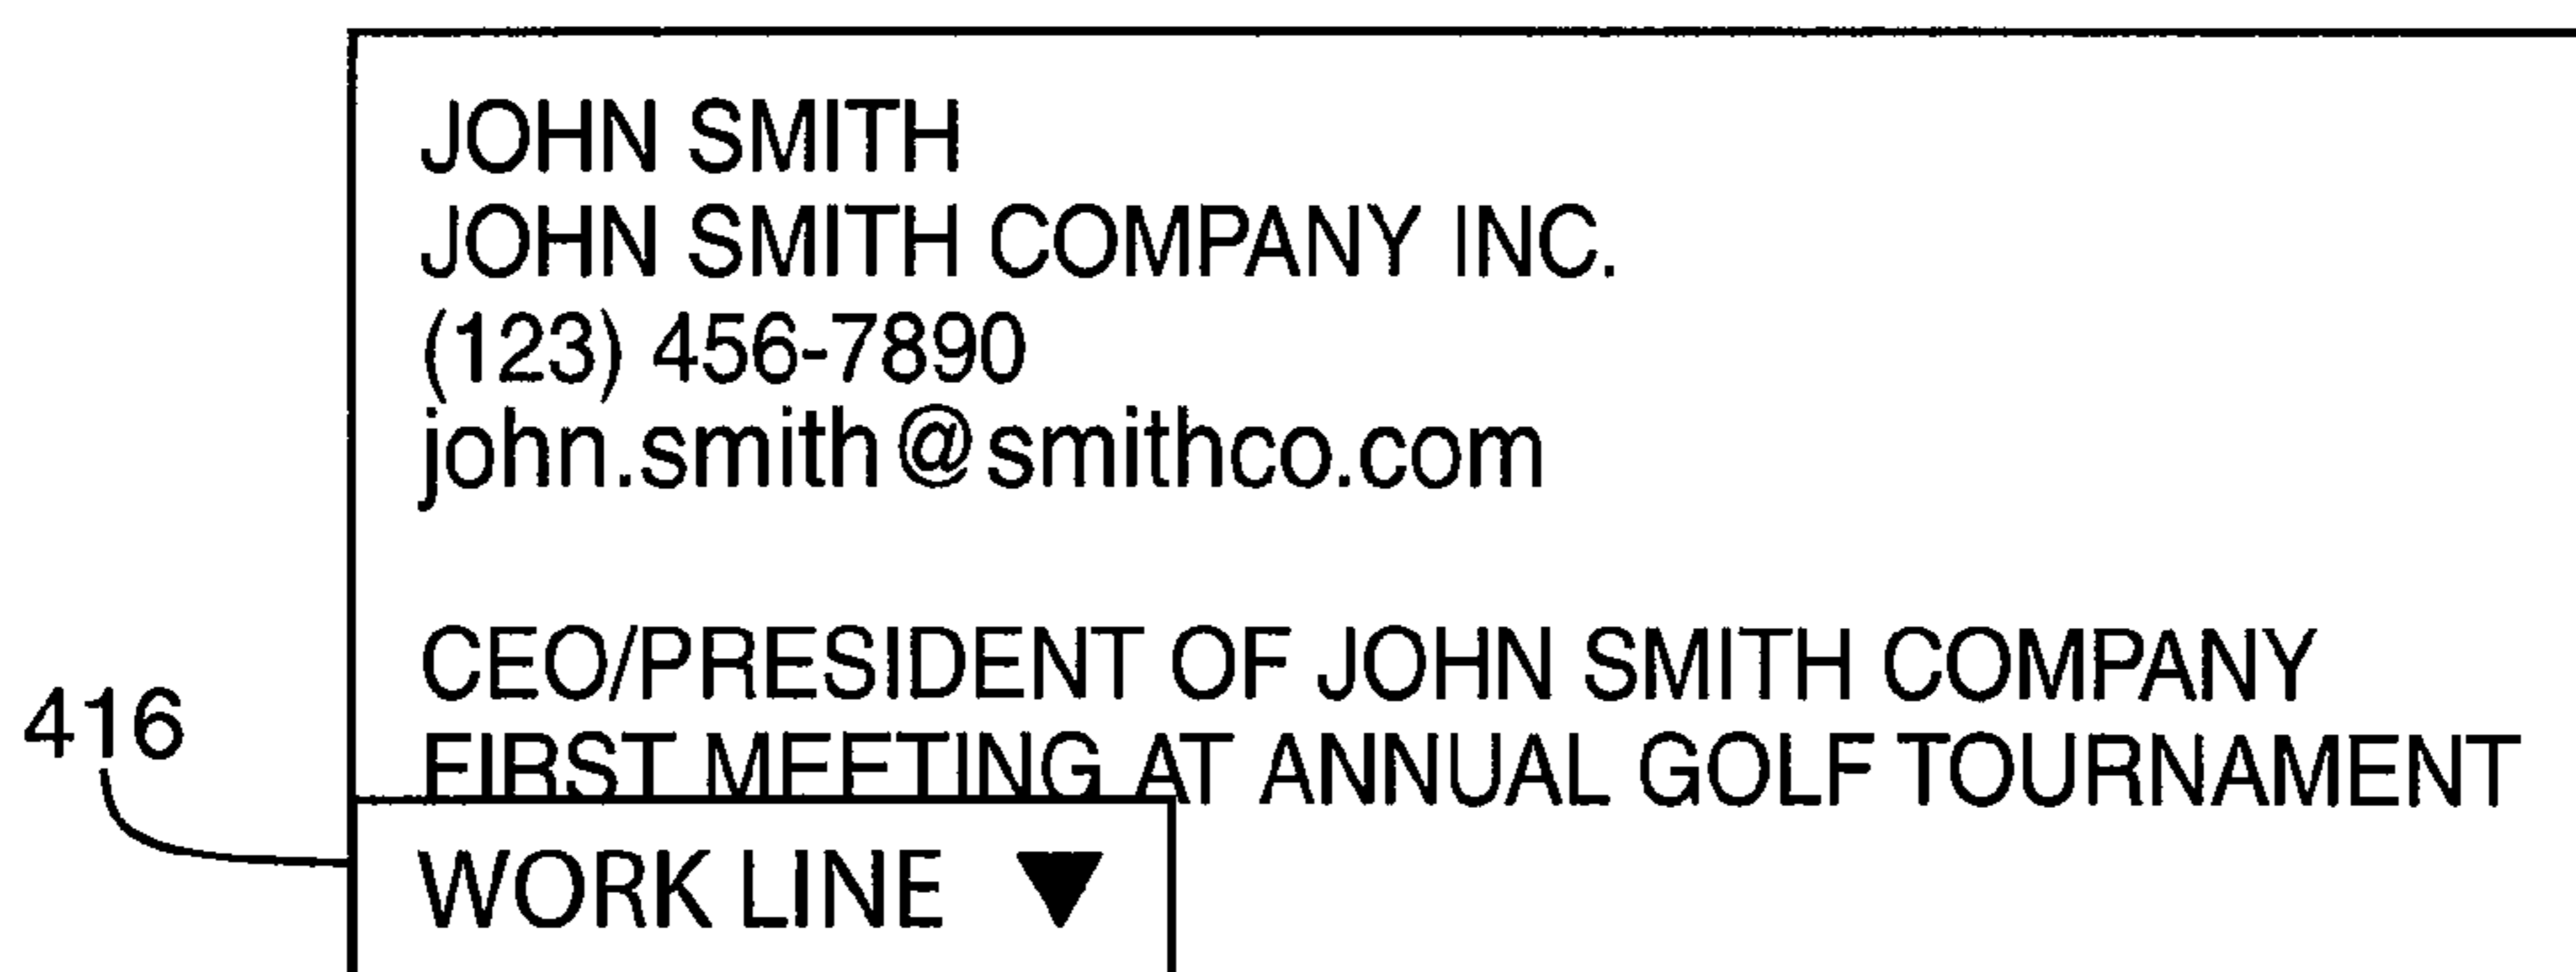 JOHN SMITH
JOHN SMITH COMPANY INC.
(123) 456-7890
john.smith@smithco.com
CEO/PRESIDENT OF JOHN SMITH COMPANY
FIRST MEETING AT ANNUAL GOLF TOURNAMENT
416
WORK LINE ▼